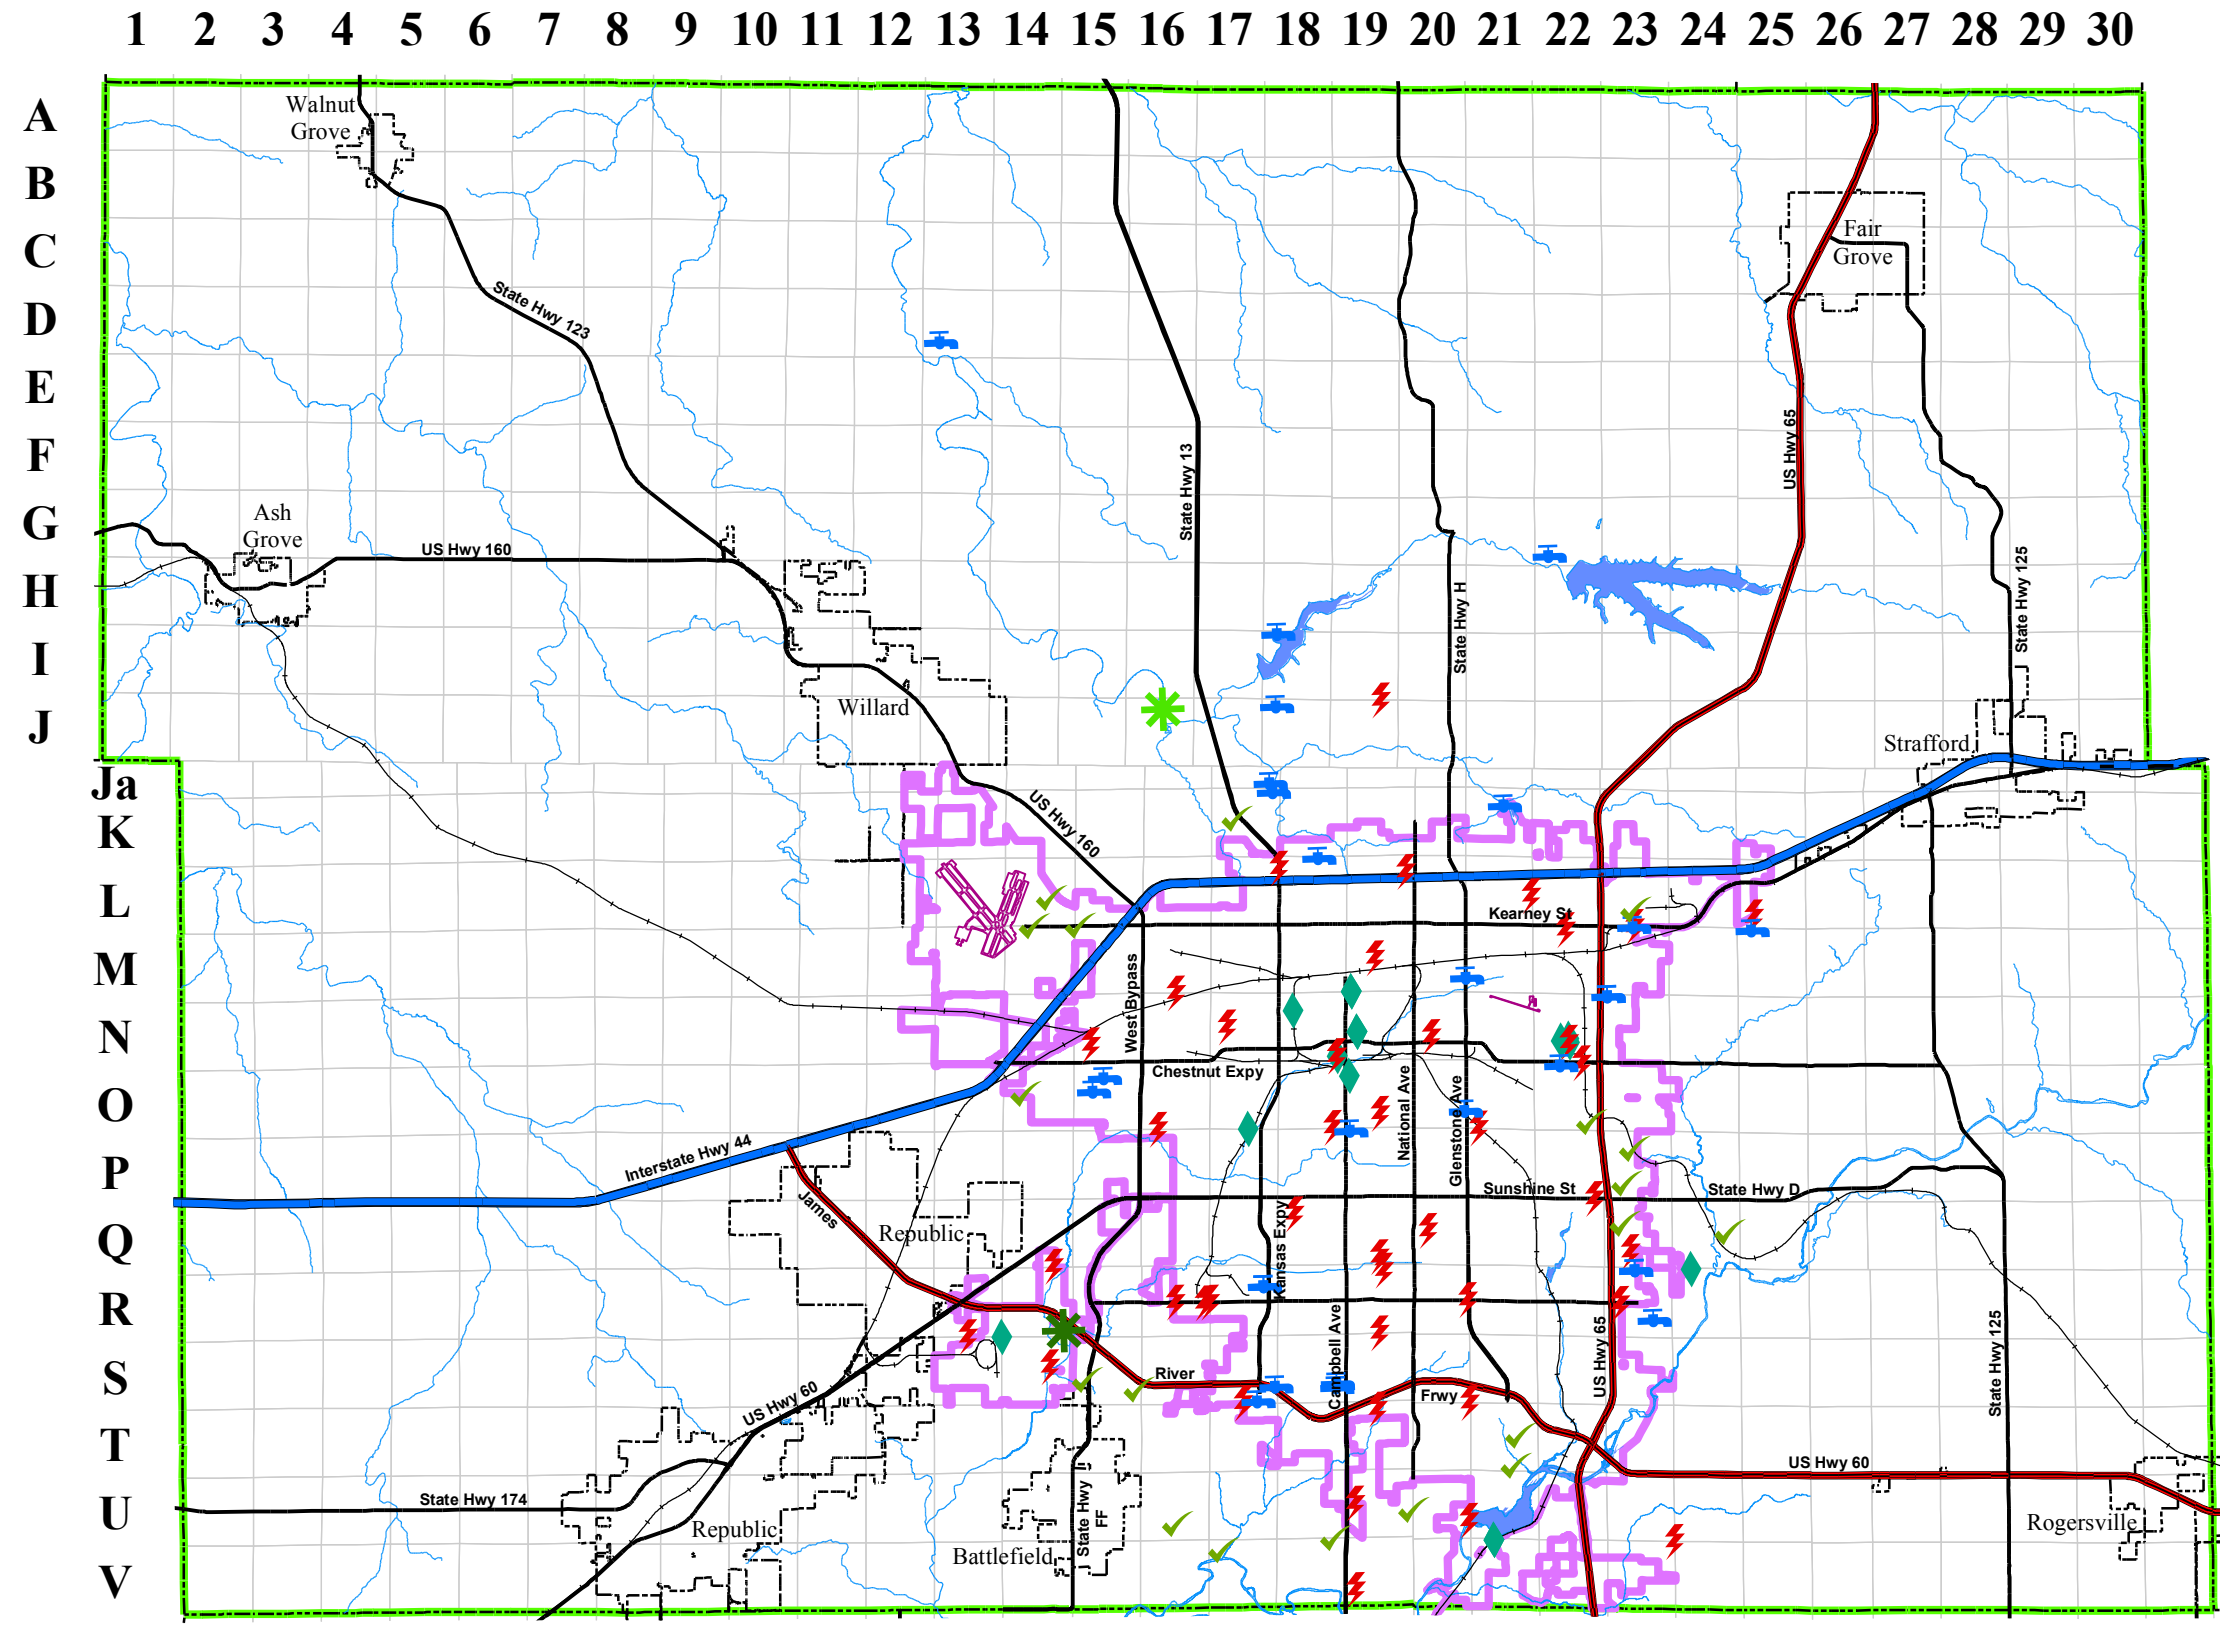 1 2 3 4 5 6 7 8 9 10 11 12 13 14 15 16 17 18 19 20 21 22 23 24 25 26 27 28 29 30
A
Walnut
Grove
B
C
Fair
Grove
D
State Hwy 123
E
F
US Hwy 65
State Hwy 13
G
Ash
Grove
US Hwy 160
H
State Hwy H
State Hwy 125
I
J
Willard
Strafford
Ja
K
US Hwy 160
L
Kearney St
M
West Bypass
N
Chestnut Expy
O
National Ave
Glenstone Ave
P
Interstate Hwy 44
James
Sunshine St
State Hwy D
Q
Republic
Kansas Expy
R
Campbell Ave
US Hwy 65
State Hwy 125
S
River
Frwy
US Hwy 60
T
US Hwy 60
U
State Hwy 174
Republic
State Hwy
FF
Rogersville
Battlefield
V